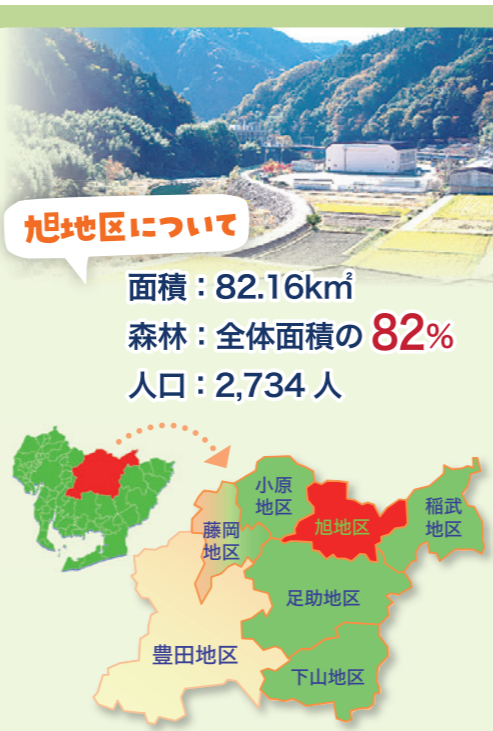 旭地区について
面積：82.16k㎡
森林：全体面積の82%
人口：2,734人
小原
地区
旭地区
稲武
地区
藤岡
地区
足助地区
豊田地区
下山地区